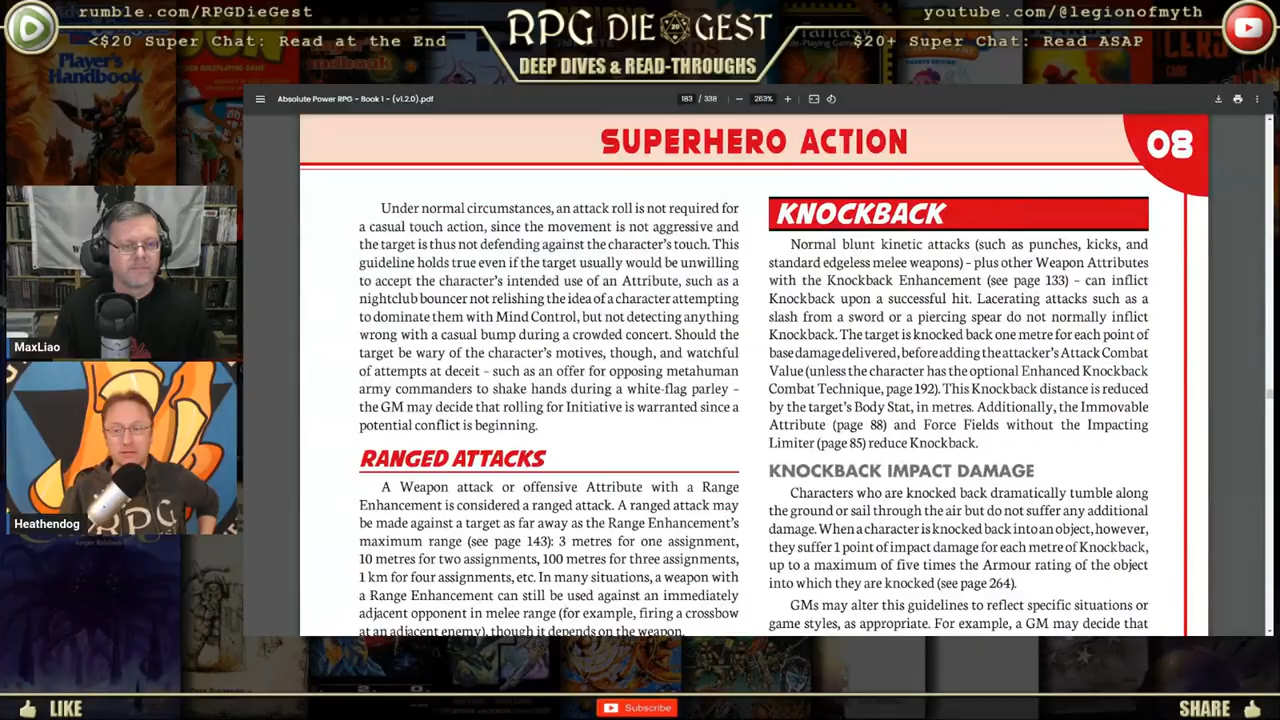 rumble.com/RPGDieGest
<$20 Super Chat: Read at the End
RPG DIE GEST
DEEP DIVES & READ-THROUGHS
youtube.com/@legionofmyth
$20+ Super Chat: Read ASAP
Player's
Handbook
Absolute Power RPG – Book 1 – (v1.2.0).pdf
183 / 338
263%
SUPERHERO ACTION
08
Under normal circumstances, an attack roll is not required for
a casual touch action, since the movement is not aggressive and
the target is thus not defending against the character's touch. This
guideline holds true even if the target usually would be unwilling
to accept the character's intended use of an Attribute, such as a
nightclub bouncer not relishing the idea of a character attempting
to dominate them with Mind Control, but not detecting anything
wrong with a casual bump during a crowded concert. Should the
target be wary of the character's motives, though, and watchful
of attempts at deceit – such as an offer for opposing metahuman
army commanders to shake hands during a white-flag parley –
the GM may decide that rolling for Initiative is warranted since a
potential conflict is beginning.
RANGED ATTACKS
A Weapon attack or offensive Attribute with a Range
Enhancement is considered a ranged attack. A ranged attack may
be made against a target as far away as the Range Enhancement's
maximum range (see page 143): 3 metres for one assignment,
10 metres for two assignments, 100 metres for three assignments,
1 km for four assignments, etc. In many situations, a weapon with
a Range Enhancement can still be used against an immediately
adjacent opponent in melee range (for example, firing a crossbow
at an adjacent enemy), though it depends on the weapon.
KNOCKBACK
Normal blunt kinetic attacks (such as punches, kicks, and
standard edgeless melee weapons) – plus other Weapon Attributes
with the Knockback Enhancement (see page 133) – can inflict
Knockback upon a successful hit. Lacerating attacks such as a
slash from a sword or a piercing spear do not normally inflict
Knockback. The target is knocked back one metre for each point of
base damage delivered, before adding the attacker's Attack Combat
Value (unless the character has the optional Enhanced Knockback
Combat Technique, page 192). This Knockback distance is reduced
by the target's Body Stat, in metres. Additionally, the Immovable
Attribute (page 88) and Force Fields without the Impacting
Limiter (page 85) reduce Knockback.
KNOCKBACK IMPACT DAMAGE
Characters who are knocked back dramatically tumble along
the ground or sail through the air but do not suffer any additional
damage. When a character is knocked back into an object, however,
they suffer 1 point of impact damage for each metre of Knockback,
up to a maximum of five times the Armour rating of the object
into which they are knocked (see page 264).
GMs may alter this guidelines to reflect specific situations or
game styles, as appropriate. For example, a GM may decide that
MaxLiao
RPG
Heathendog
LIKE
Subscribe
SHARE